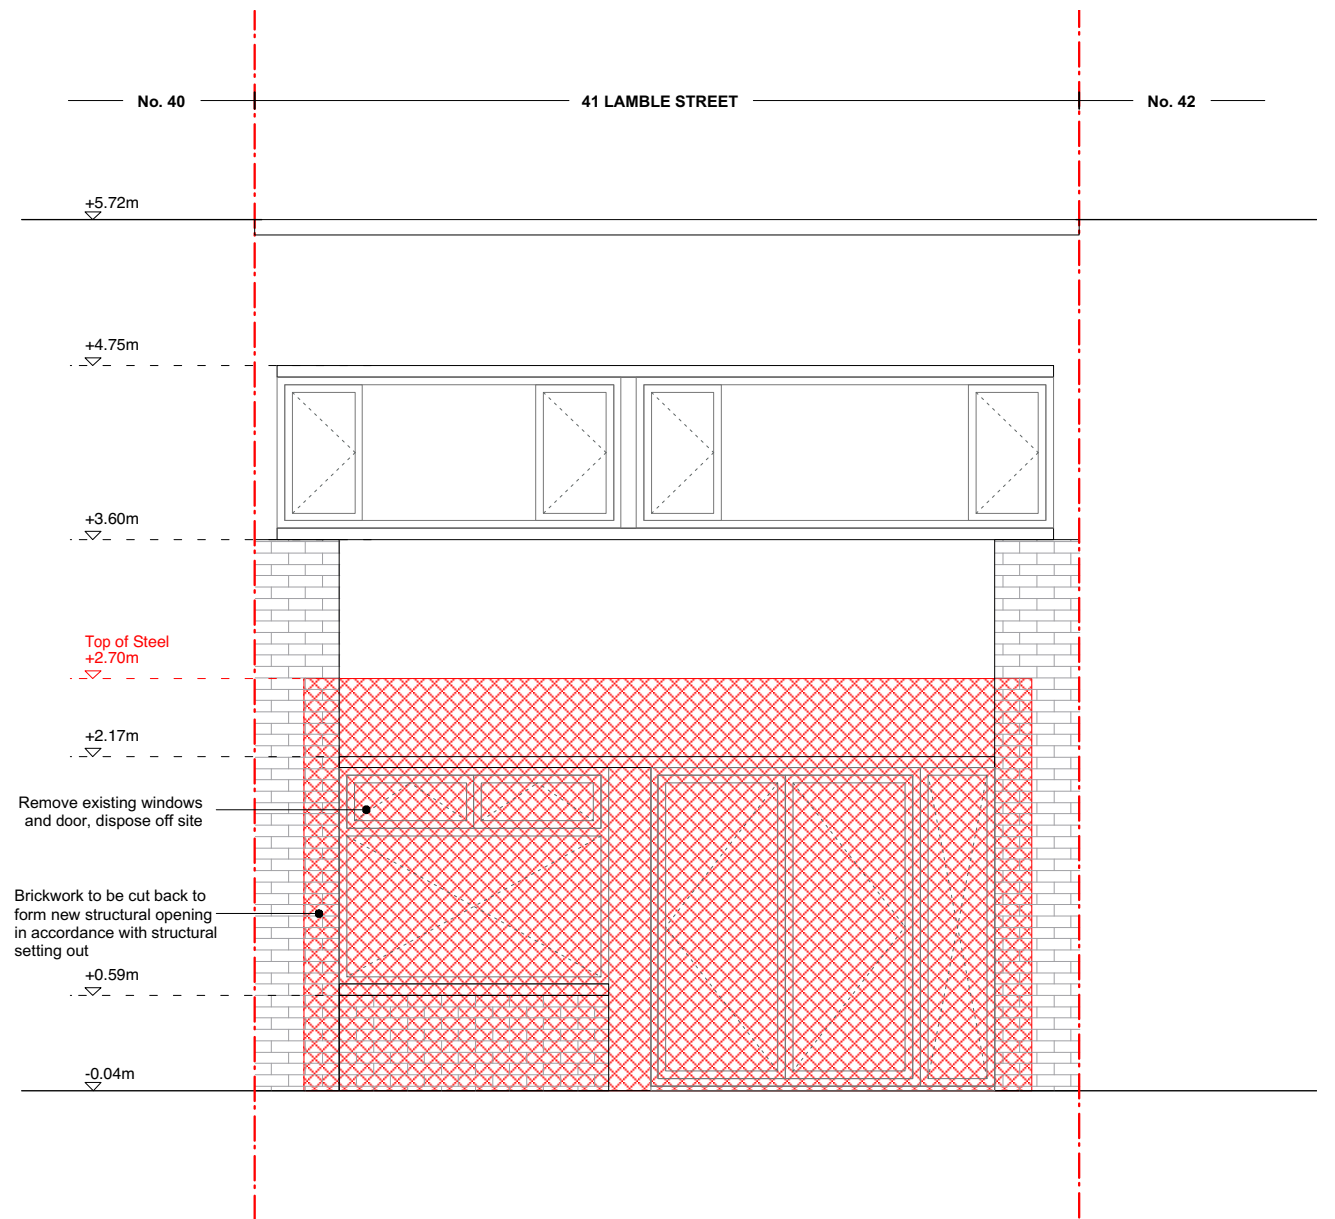 No. 40
41 LAMBLE STREET
No. 42
+5.72m
+4.75m
+3.60m
Top of Steel
+2.70m
+2.17m
Remove existing windows
and door, dispose off site
Brickwork to be cut back to
form new structural opening
in accordance with structural
setting out
+0.59m
-0.04m